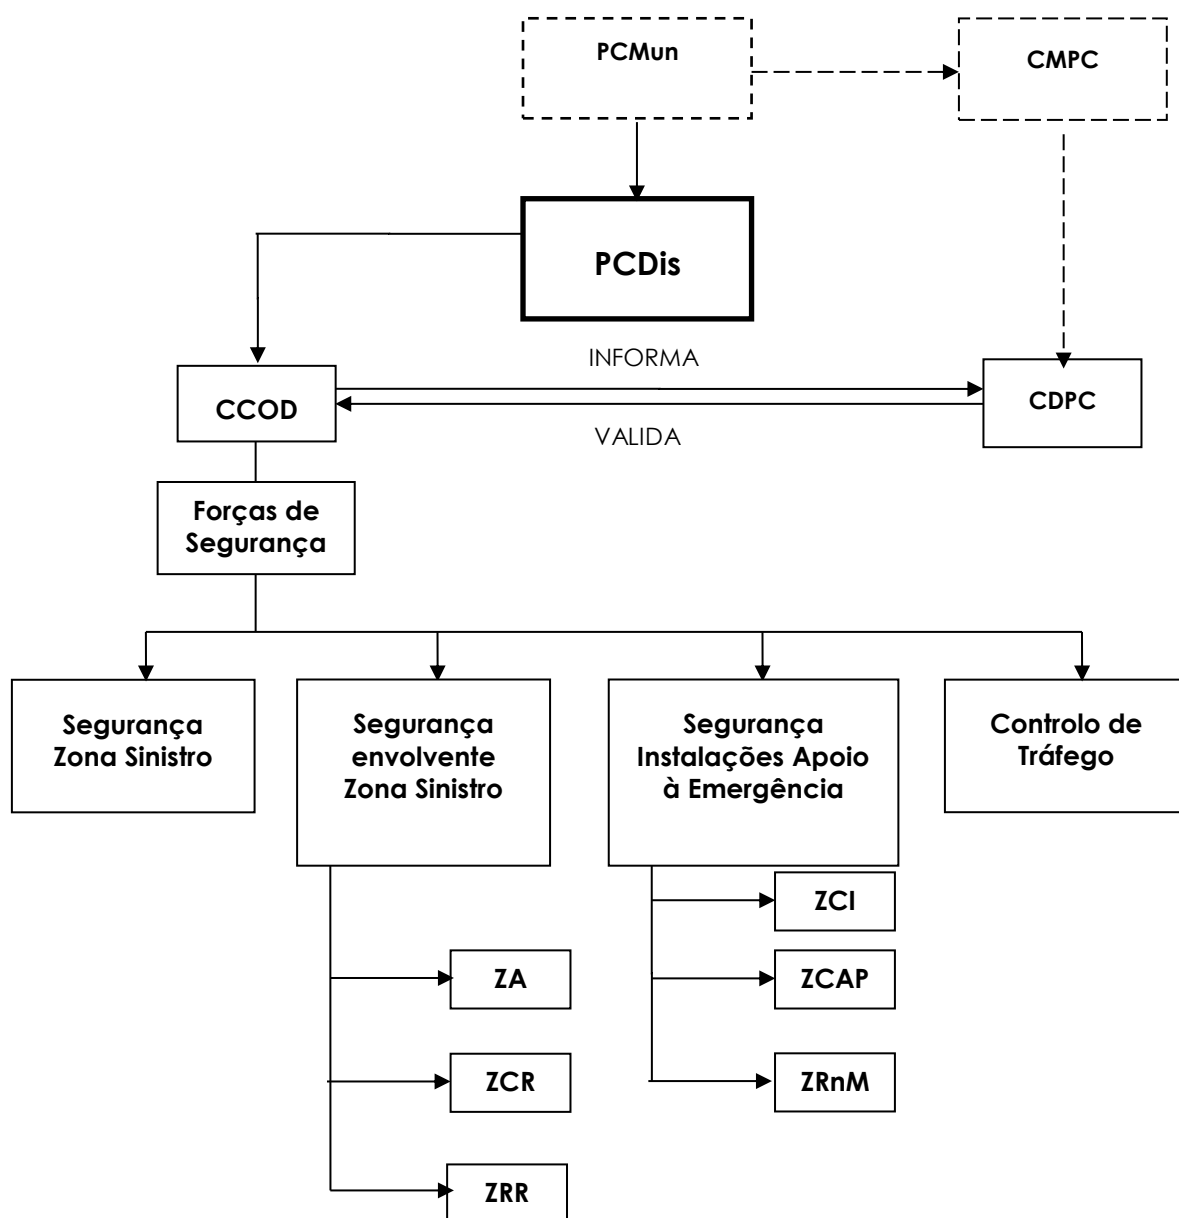 PCMun
CMPC
PCDis
INFORMA
CCOD
CDPC
VALIDA
Forças de
Segurança
Segurança
Zona Sinistro
Segurança
envolvente
Zona Sinistro
Segurança
Instalações Apoio
à Emergência
Controlo de
Tráfego
ZCI
ZA
ZCAP
ZCR
ZRnM
ZRR